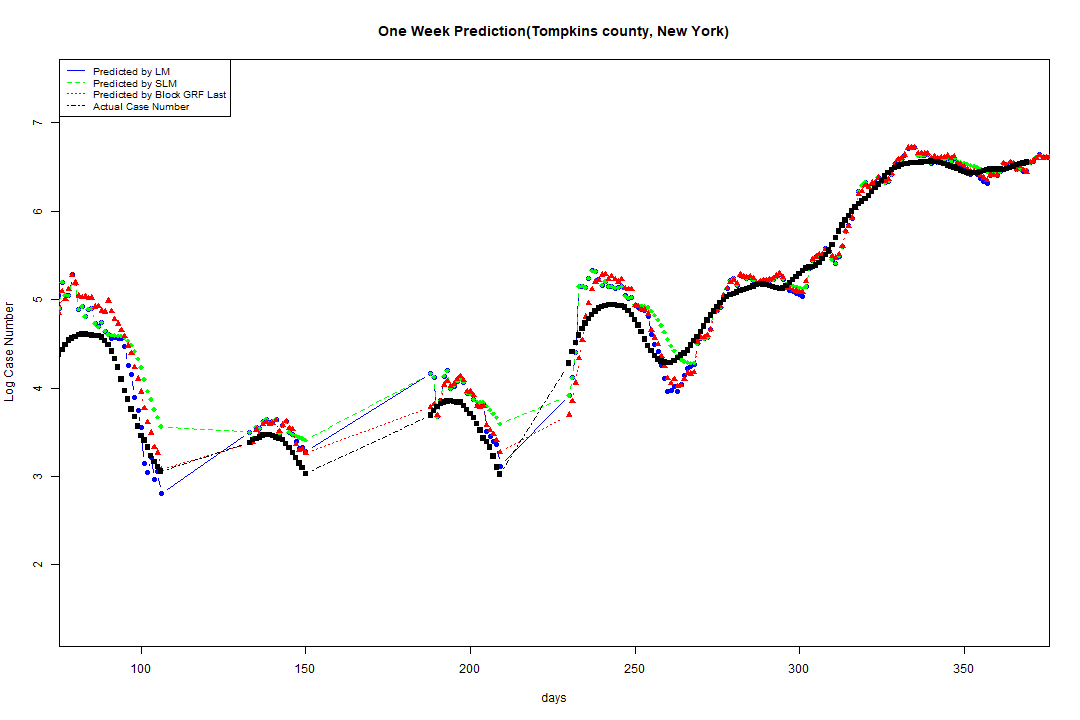 One Week Prediction(Tompkins county, New York)
Predicted by LM
Predicted by SLM
Predicted by Block GRF Last
Actual Case Number
7
6
5
4
3
2
Log Case Number
100 150 200 250 300 350
days